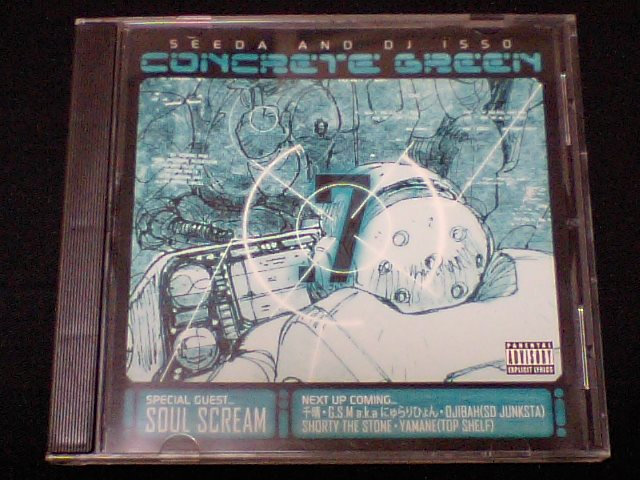 SEEDA AND DJ ISSO
CONCRETE GREEN
7
PARENTAL
ADVISORY
EXPLICIT LYRICS
SPECIAL GUEST...
SOUL SCREAM
NEXT UP COMING...
千晴・G.S.M a.k.a にゅらりひょん・OJIBAH(SD JUNKSTA)
SHORTY THE STONE・YAMANE(TOP SHELF)